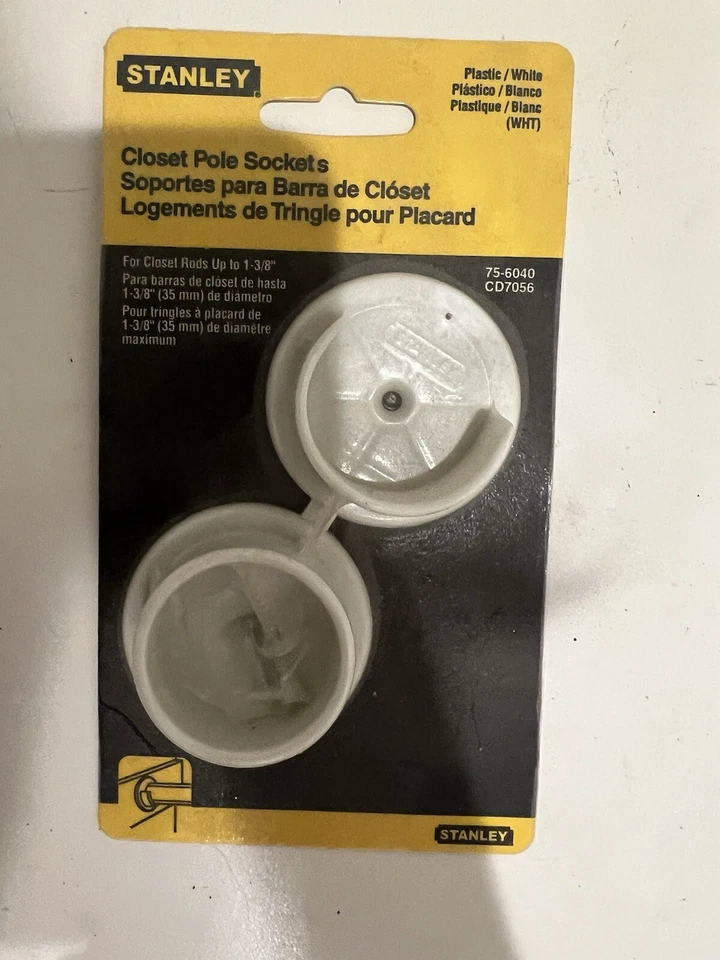 STANLEY
Plastic / White
Plástico / Blanco
Plastique / Blanc
(WHT)
Closet Pole Sockets
Soportes para Barra de Clóset
Logements de Tringle pour Placard
For Closet Rods Up to 1-3/8"
Para barras de clóset de hasta
1-3/8" (35 mm) de diámetro
Pour tringles à placard de
1-3/8" (35 mm) de diamètre
maximum
75-6040
CD7056
STANLEY
STANLEY